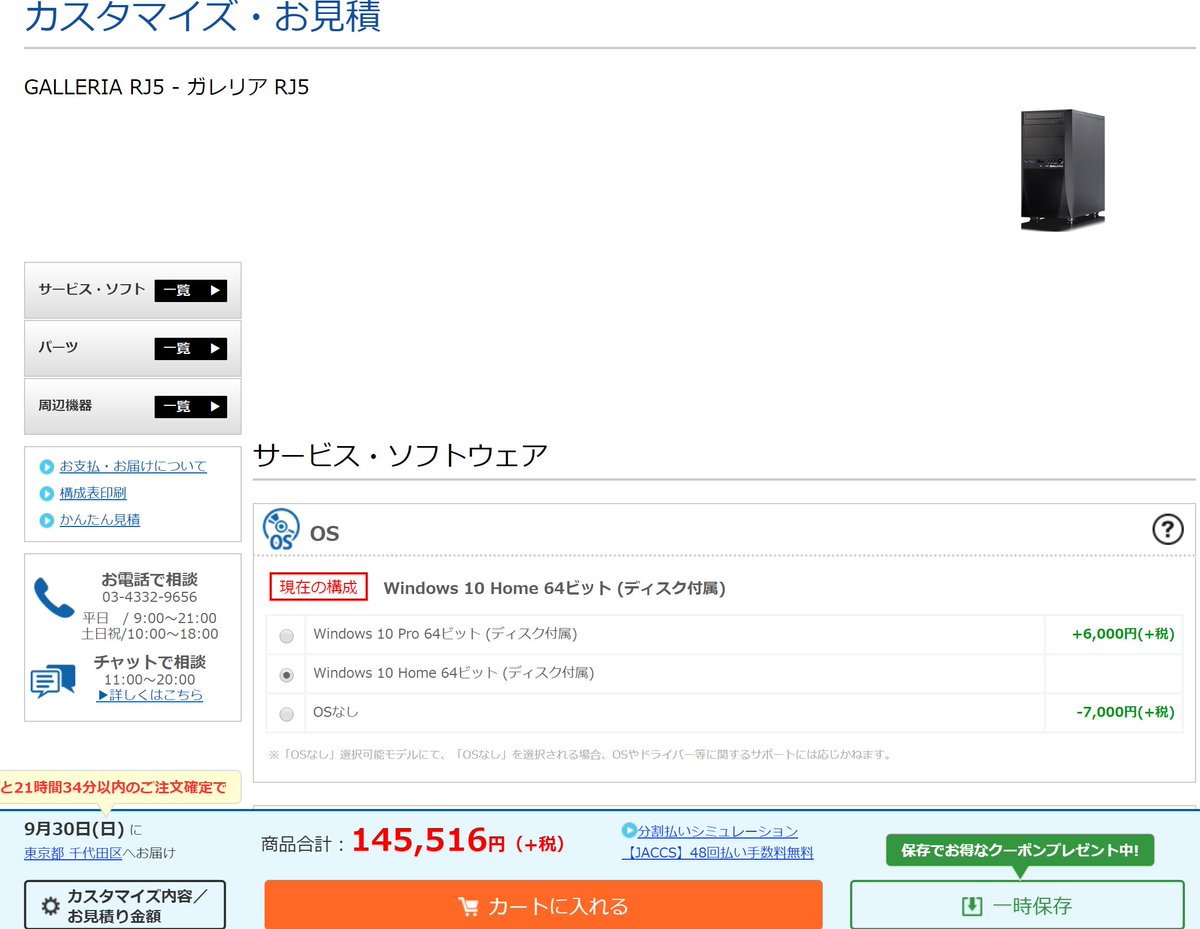 カスタマイズ・お見積
GALLERIA RJ5 - ガレリア RJ5
サービス・ソフト 一覧 ▶
パーツ 一覧 ▶
周辺機器 一覧 ▶
お支払・お届けについて
構成表印刷
かんたん見積
お電話で相談
03-4332-9656
平日 / 9:00～21:00
土日祝/10:00～18:00
チャットで相談
11:00～20:00
▶詳しくはこちら
サービス・ソフトウェア
OS OS ?
現在の構成 Windows 10 Home 64ビット (ディスク付属)
Windows 10 Pro 64ビット (ディスク付属) +6,000円(+税)
Windows 10 Home 64ビット (ディスク付属)
OSなし -7,000円(+税)
※「OSなし」選択可能モデルにて、「OSなし」を選択される場合、OSやドライバー等に関するサポートには応じかねます。
と21時間34分以内のご注文確定で
9月30日(日) に
東京都 千代田区へお届け
カスタマイズ内容／
お見積り金額
商品合計：145,516円（+税）
分割払いシミュレーション
【JACCS】48回払い手数料無料
カートに入れる
保存でお得なクーポンプレゼント中!
一時保存